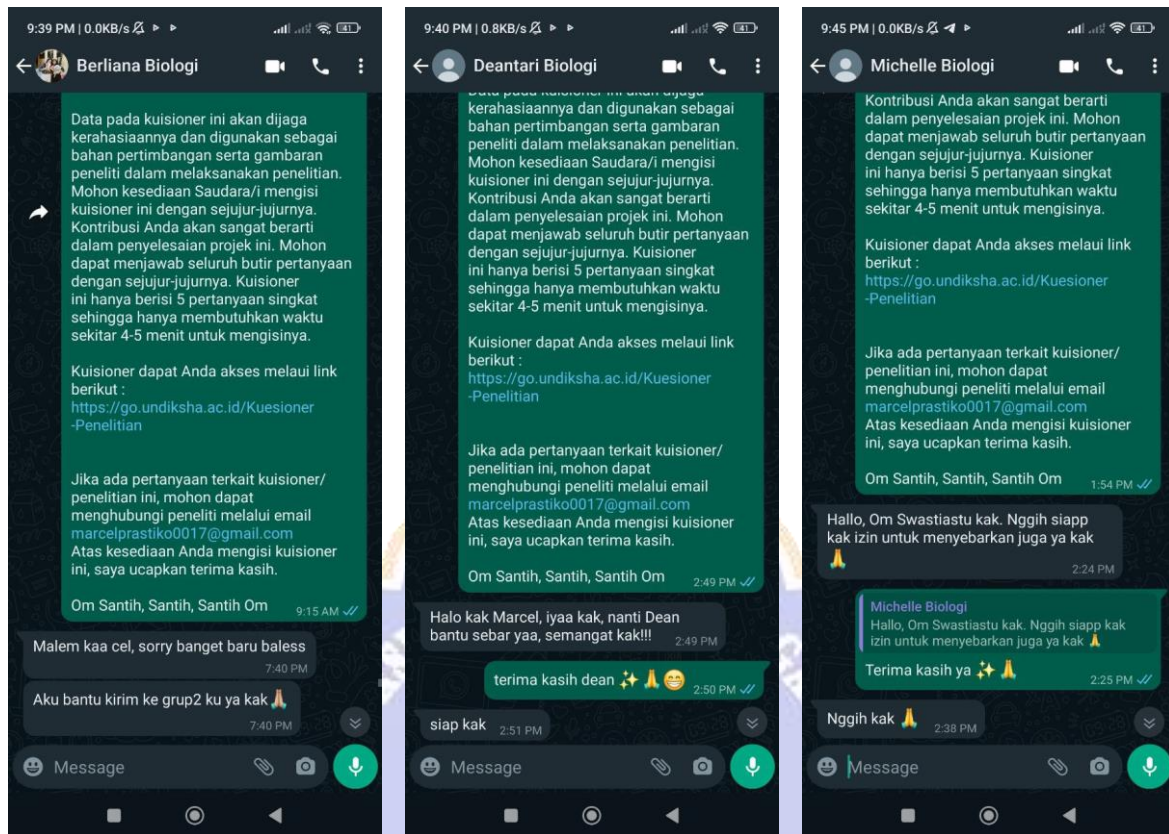 9:39 PM | 0.0KB/s
41
Berliana Biologi
Data pada kuisioner ini akan dijaga
kerahasiaannya dan digunakan sebagai
bahan pertimbangan serta gambaran
peneliti dalam melaksanakan penelitian.
Mohon kesediaan Saudara/i mengisi
kuisioner ini dengan sejujur-jujurnya.
Kontribusi Anda akan sangat berarti
dalam penyelesaian projek ini. Mohon
dapat menjawab seluruh butir pertanyaan
dengan sejujur-jujurnya. Kuisioner
ini hanya berisi 5 pertanyaan singkat
sehingga hanya membutuhkan waktu
sekitar 4-5 menit untuk mengisinya.
Kuisioner dapat Anda akses melaui link
berikut :
https://go.undiksha.ac.id/Kuesioner
-Penelitian
Jika ada pertanyaan terkait kuisioner/
penelitian ini, mohon dapat
menghubungi peneliti melalui email
marcelprastiko0017@gmail.com
Atas kesediaan Anda mengisi kuisioner
ini, saya ucapkan terima kasih.
Om Santih, Santih, Santih Om 9:15 AM
Malem kaa cel, sorry banget baru baless
7:40 PM
Aku bantu kirim ke grup2 ku ya kak🙏
7:40 PM
Message
9:40 PM | 0.8KB/s
41
Deantari Biologi
Data pada kuisioner ini akan dijaga
kerahasiaannya dan digunakan sebagai
bahan pertimbangan serta gambaran
peneliti dalam melaksanakan penelitian.
Mohon kesediaan Saudara/i mengisi
kuisioner ini dengan sejujur-jujurnya.
Kontribusi Anda akan sangat berarti
dalam penyelesaian projek ini. Mohon
dapat menjawab seluruh butir pertanyaan
dengan sejujur-jujurnya. Kuisioner
ini hanya berisi 5 pertanyaan singkat
sehingga hanya membutuhkan waktu
sekitar 4-5 menit untuk mengisinya.
Kuisioner dapat Anda akses melaui link
berikut :
https://go.undiksha.ac.id/Kuesioner
-Penelitian
Jika ada pertanyaan terkait kuisioner/
penelitian ini, mohon dapat
menghubungi peneliti melalui email
marcelprastiko0017@gmail.com
Atas kesediaan Anda mengisi kuisioner
ini, saya ucapkan terima kasih.
Om Santih, Santih, Santih Om 2:49 PM
Halo kak Marcel, iyaa kak, nanti Dean
bantu sebar yaa, semangat kak!!! 2:49 PM
terima kasih dean ✨🙏😁 2:50 PM
siap kak 2:51 PM
Message
9:45 PM | 0.0KB/s
41
Michelle Biologi
Kontribusi Anda akan sangat berarti
dalam penyelesaian projek ini. Mohon
dapat menjawab seluruh butir pertanyaan
dengan sejujur-jujurnya. Kuisioner
ini hanya berisi 5 pertanyaan singkat
sehingga hanya membutuhkan waktu
sekitar 4-5 menit untuk mengisinya.
Kuisioner dapat Anda akses melaui link
berikut :
https://go.undiksha.ac.id/Kuesioner
-Penelitian
Jika ada pertanyaan terkait kuisioner/
penelitian ini, mohon dapat
menghubungi peneliti melalui email
marcelprastiko0017@gmail.com
Atas kesediaan Anda mengisi kuisioner
ini, saya ucapkan terima kasih.
Om Santih, Santih, Santih Om 1:54 PM
Hallo, Om Swastiastu kak. Nggih siapp
kak izin untuk menyebarkan juga ya kak
🙏
2:24 PM
Michelle Biologi
Hallo, Om Swastiastu kak. Nggih siapp kak
izin untuk menyebarkan juga ya kak 🙏
Terima kasih ya ✨🙏 2:25 PM
Nggih kak 🙏 2:38 PM
Message